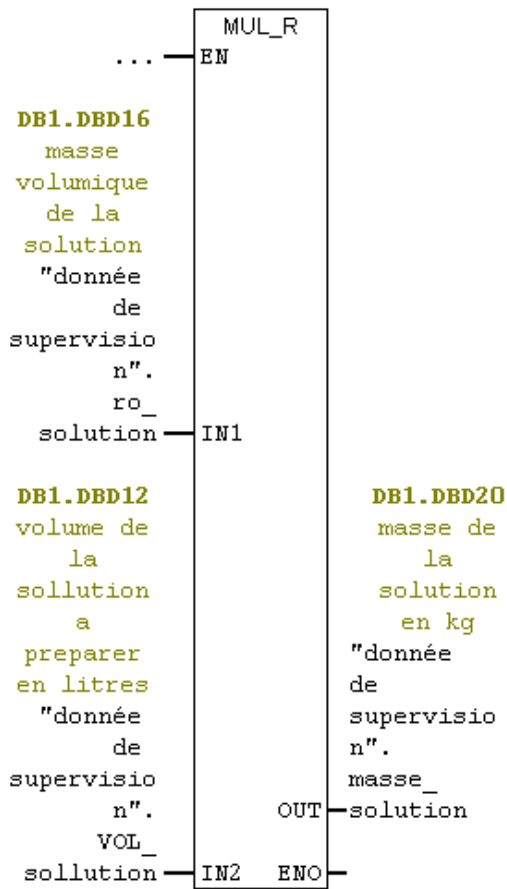 MUL_R
... EN
DB1.DBD16
masse
volumique
de la
solution
"donnée
de
supervisio
n".
ro_
solution IN1
DB1.DBD12
volume de
la
sollution
a
preparer
en litres
"donnée
de
supervisio
n".
VOL_
sollution IN2
DB1.DBD20
masse de
la
solution
en kg
"donnée
de
supervisio
n".
masse_
OUT solution
ENO